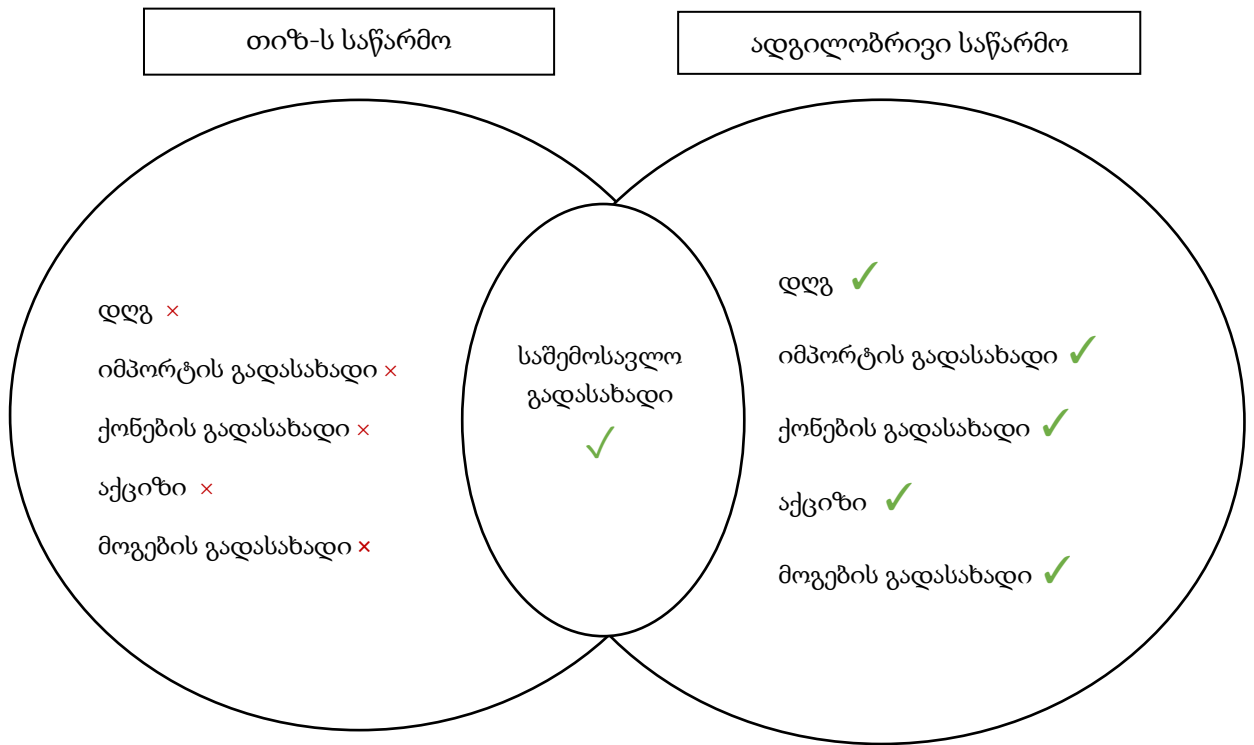 თიზ-ს საწარმო
ადგილობრივი საწარმო
დღგ ×
იმპორტის გადასახადი ×
ქონების გადასახადი ×
აქციზი ×
მოგების გადასახადი ×
საშემოსავლო
გადასახადი
✓
დღგ ✓
იმპორტის გადასახადი ✓
ქონების გადასახადი ✓
აქციზი ✓
მოგების გადასახადი ✓